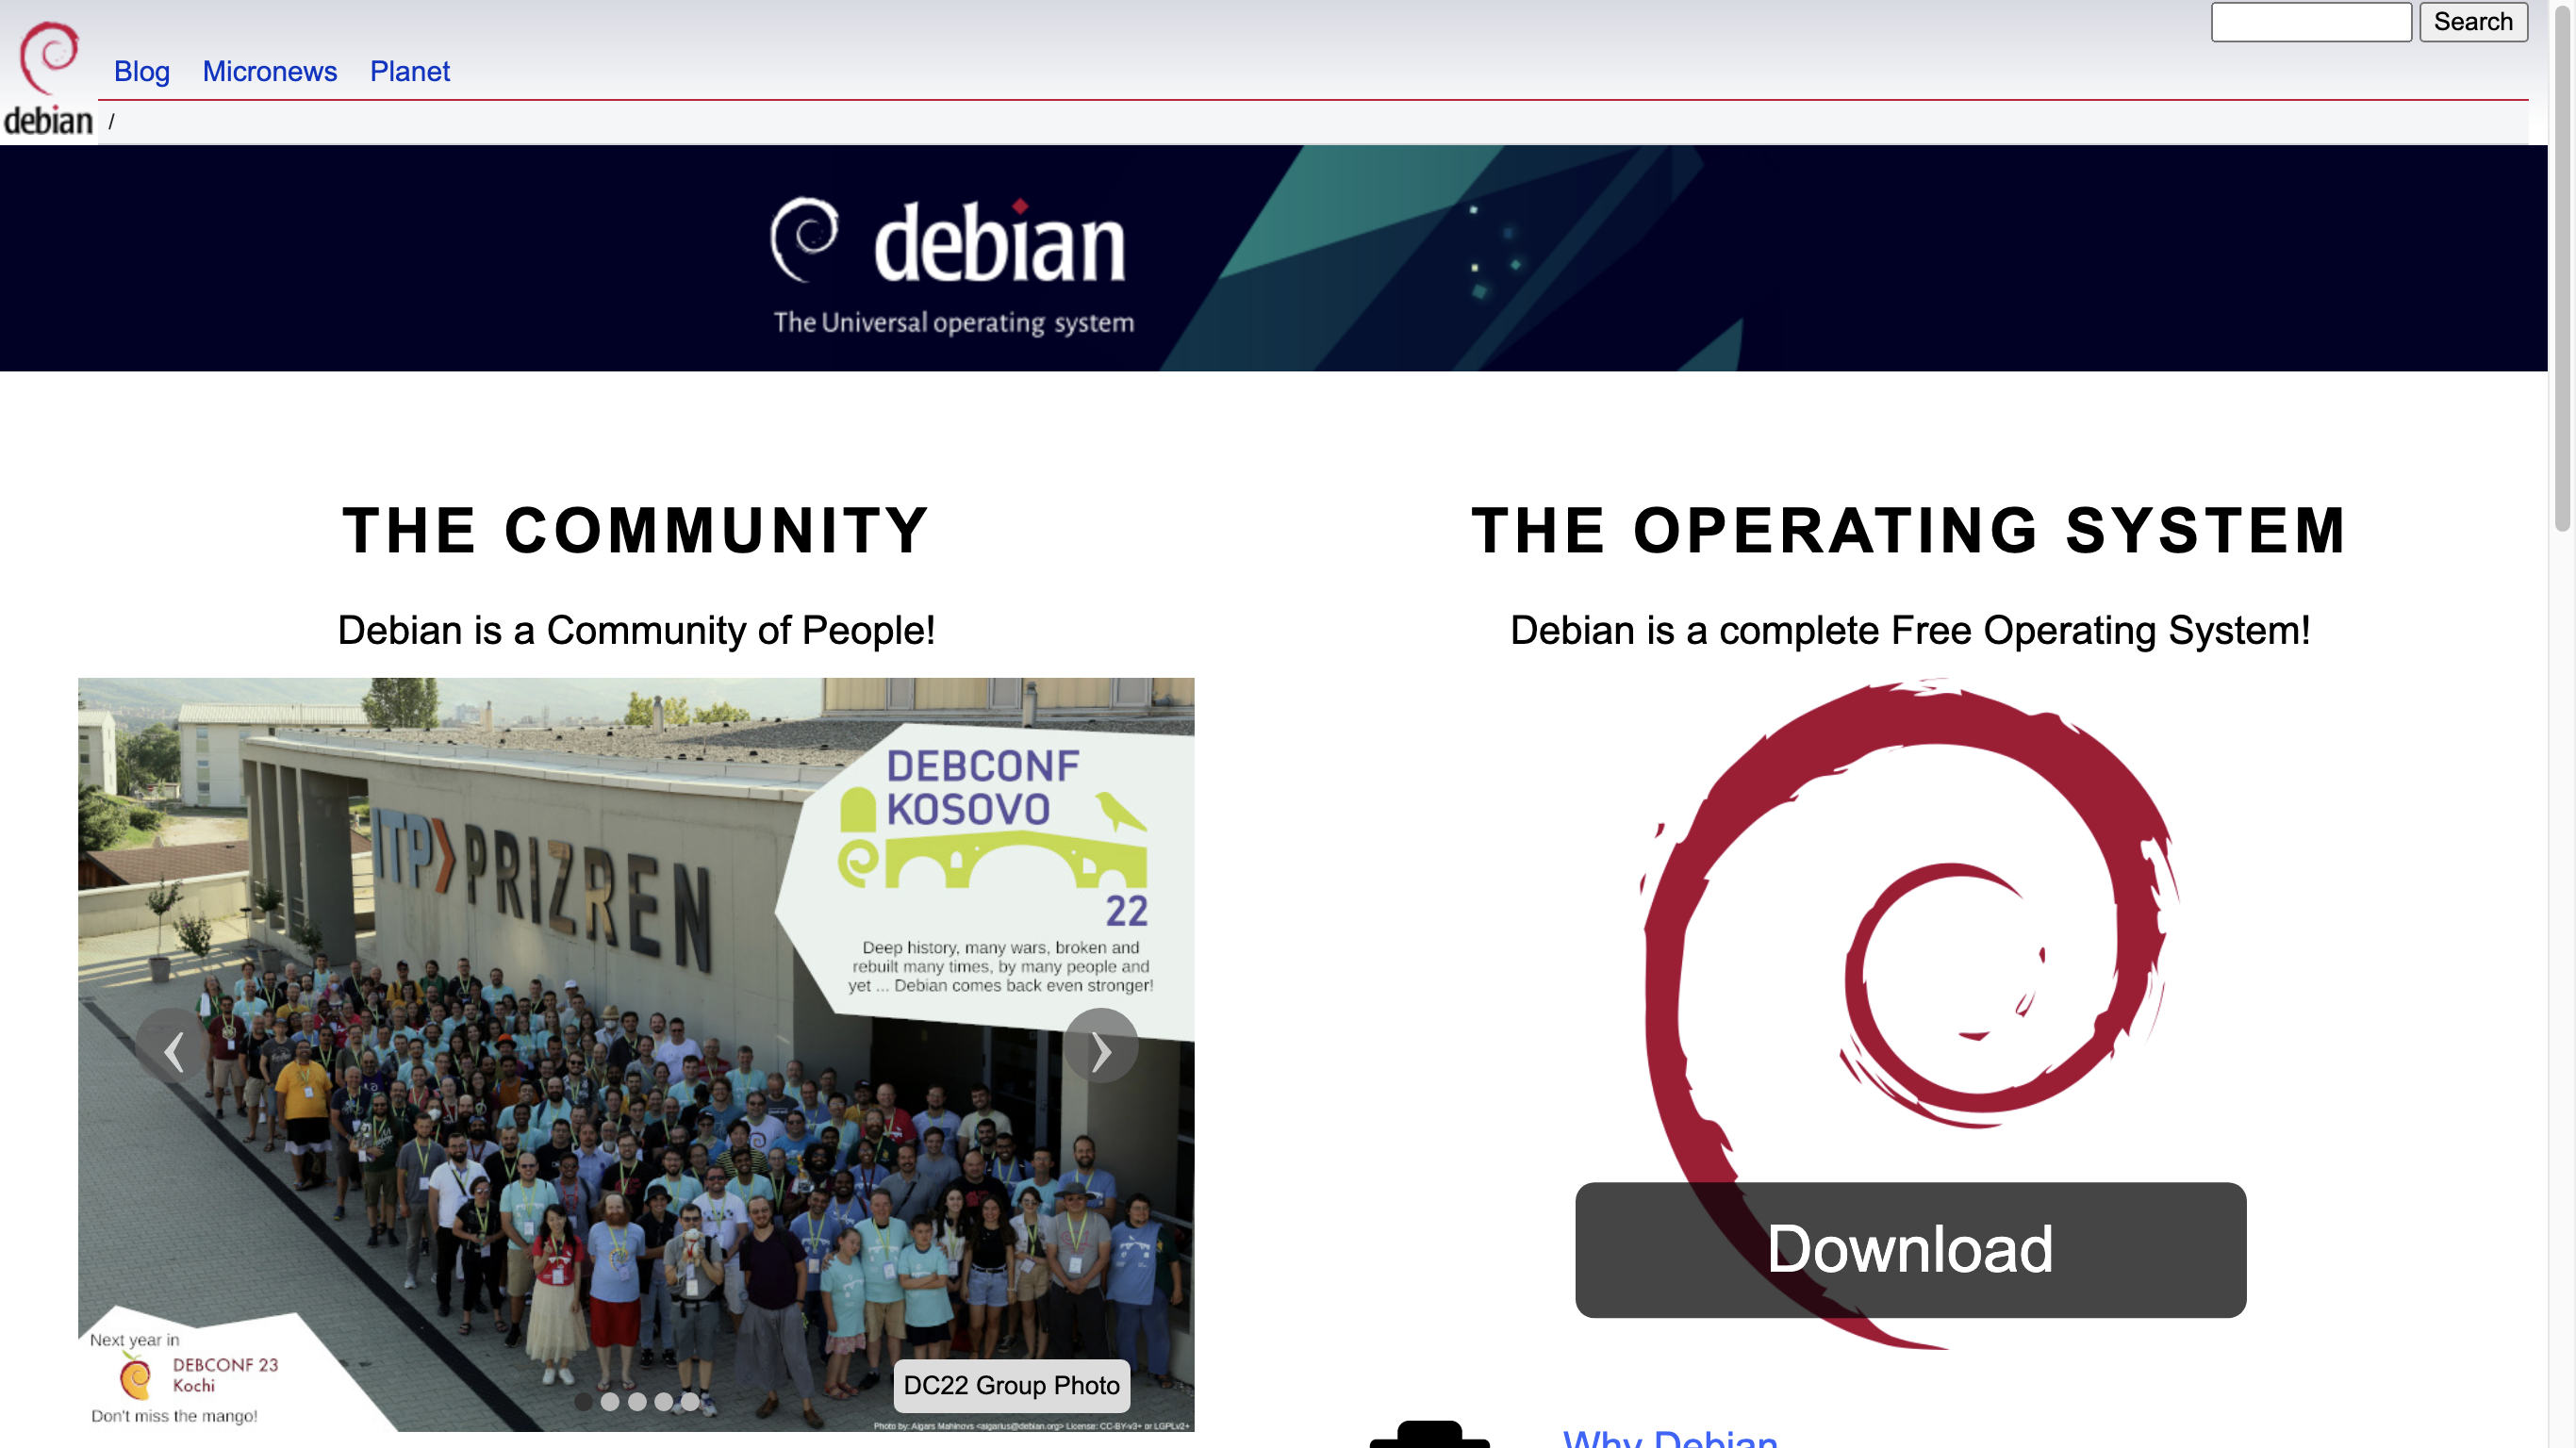 Search
Blog Micronews Planet
debian /
debian
The Universal operating system
THE COMMUNITY
Debian is a Community of People!
ITP>PRIZREN
DEBCONF
KOSOVO
22
Deep history, many wars, broken and
rebuilt many times, by many people and
yet ... Debian comes back even stronger!
‹ ›
Next year in
DEBCONF 23
Kochi
Don't miss the mango!
DC22 Group Photo
Photo by: Aigars Mahinovs <aigarius@debian.org> License: CC-BY-v3+ or LGPLv2+
THE OPERATING SYSTEM
Debian is a complete Free Operating System!
Download
Why Debian